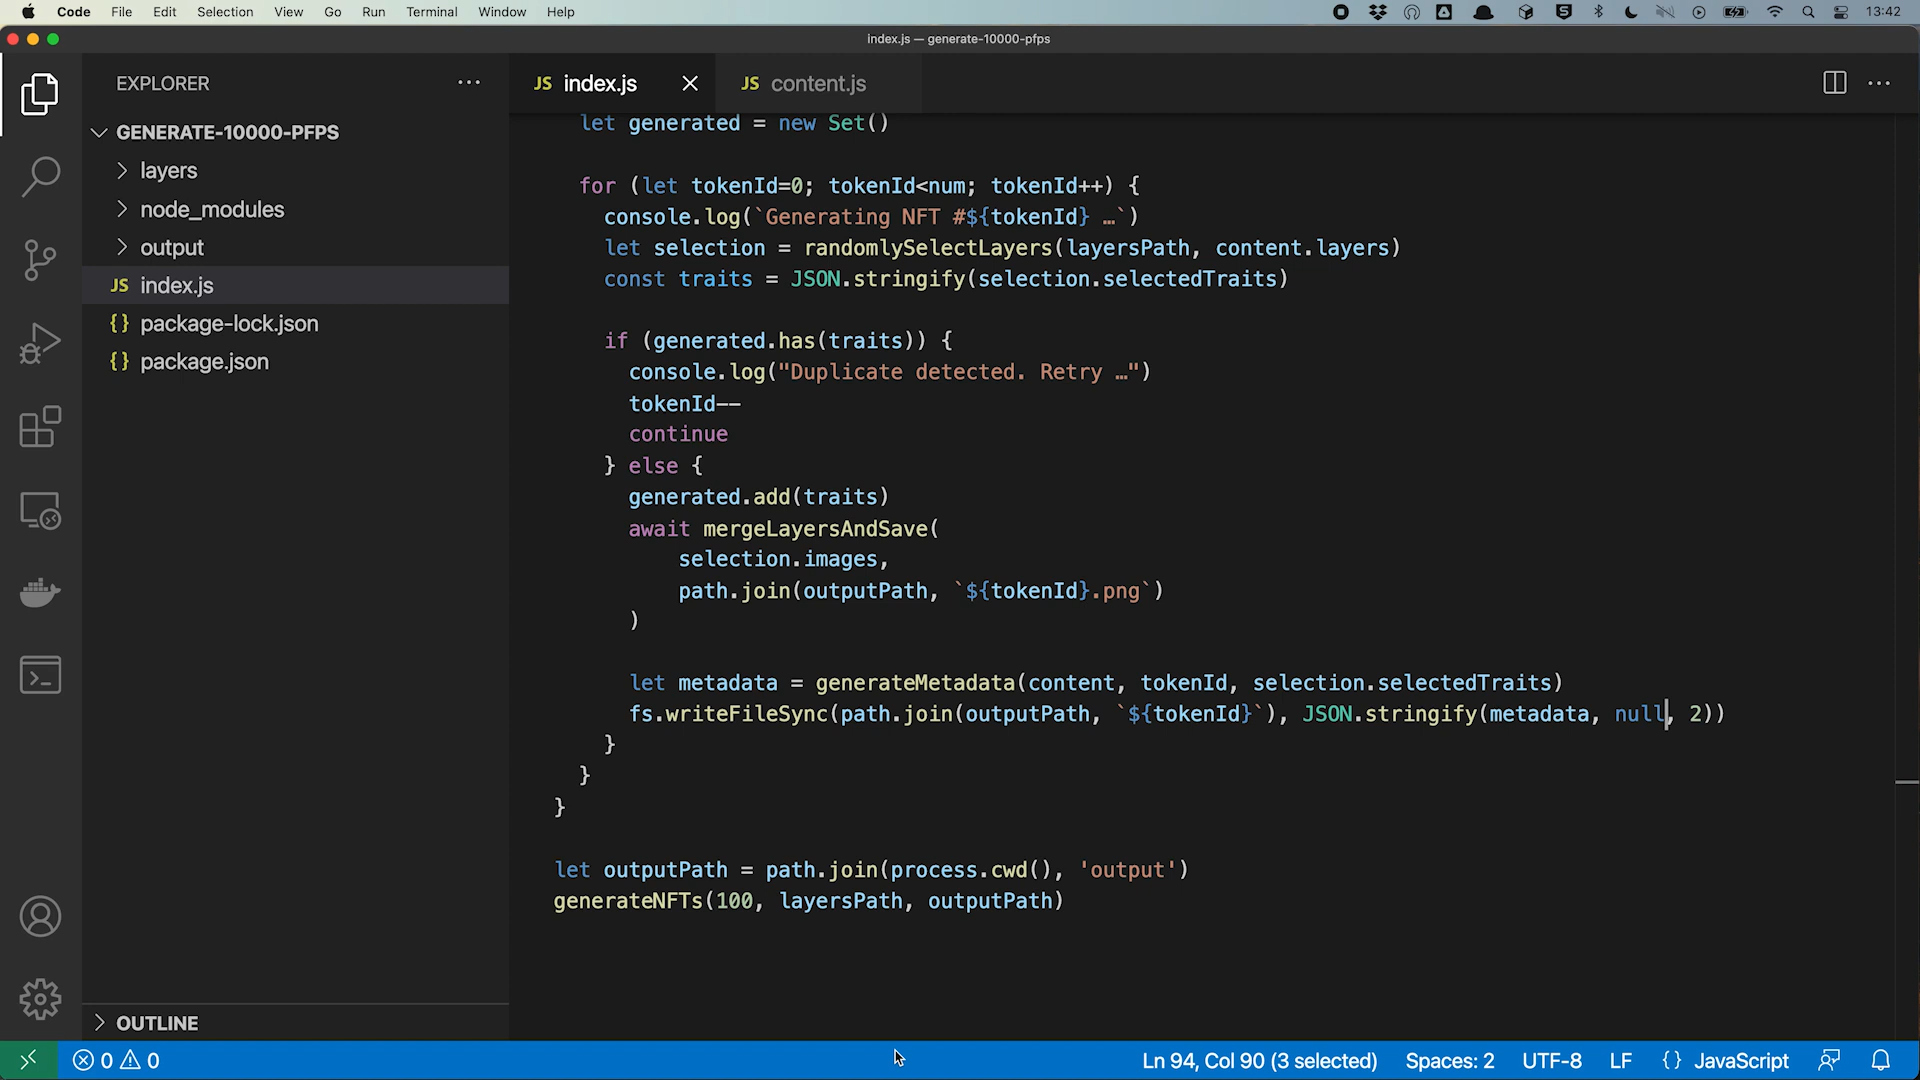 Code File Edit Selection View Go Run Terminal Window Help 13:42
index.js — generate-10000-pfps
EXPLORER
GENERATE-10000-PFPS
layers
node_modules
output
JS index.js
{} package-lock.json
{} package.json
OUTLINE
JS index.js JS content.js
let generated = new Set()
for (let tokenId=0; tokenId<num; tokenId++) {
console.log(`Generating NFT #${tokenId} …`)
let selection = randomlySelectLayers(layersPath, content.layers)
const traits = JSON.stringify(selection.selectedTraits)
if (generated.has(traits)) {
console.log("Duplicate detected. Retry …")
tokenId--
continue
} else {
generated.add(traits)
await mergeLayersAndSave(
selection.images,
path.join(outputPath, `${tokenId}.png`)
)
let metadata = generateMetadata(content, tokenId, selection.selectedTraits)
fs.writeFileSync(path.join(outputPath, `${tokenId}`), JSON.stringify(metadata, null, 2))
}
}
}
let outputPath = path.join(process.cwd(), 'output')
generateNFTs(100, layersPath, outputPath)
0 0 Ln 94, Col 90 (3 selected) Spaces: 2 UTF-8 LF {} JavaScript